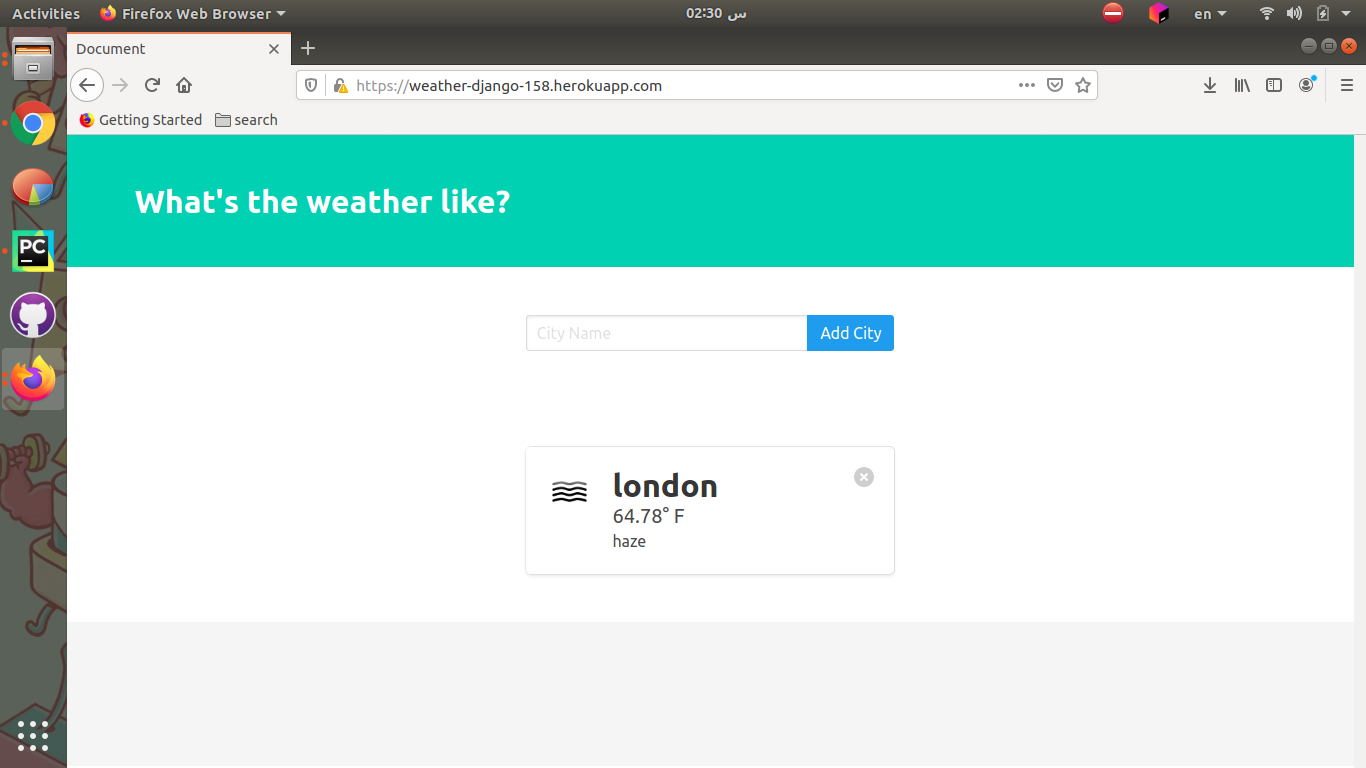 Activities
Firefox Web Browser
س 02:30
en
Document
https://weather-django-158.herokuapp.com
Getting Started
search
PC
What's the weather like?
City Name
Add City
london
64.78° F
haze